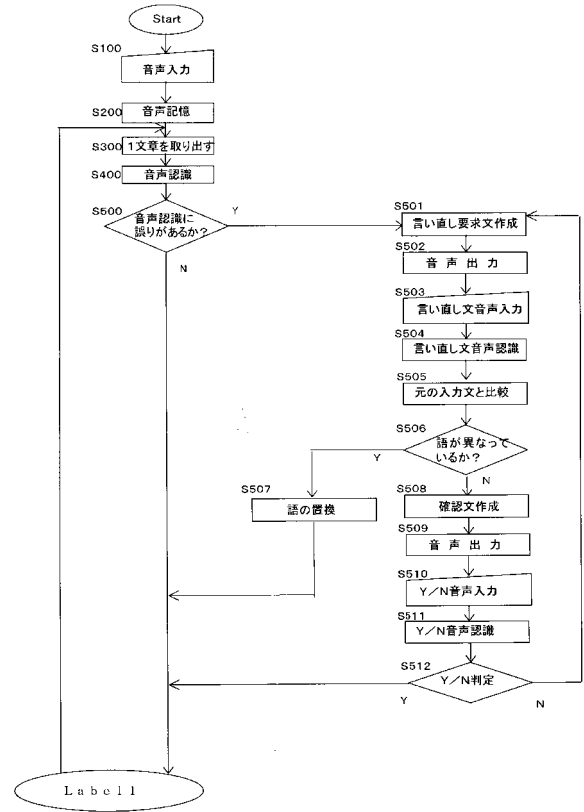 Start
S100
音声入力
S200
音声記憶
S300
1文章を取り出す
S400
音声認識
S500
音声認識に
誤りがあるか？
Y
N
S501
言い直し要求文作成
S502
音 声 出 力
S503
言い直し文音声入力
S504
言い直し文音声認識
S505
元の入力文と比較
S506
語が異なって
いるか？
Y
N
S507
語の置換
S508
確認文作成
S509
音 声 出 力
S510
Y／N音声入力
S511
Y／N音声認識
S512
Y／N判定
Y
N
Label1